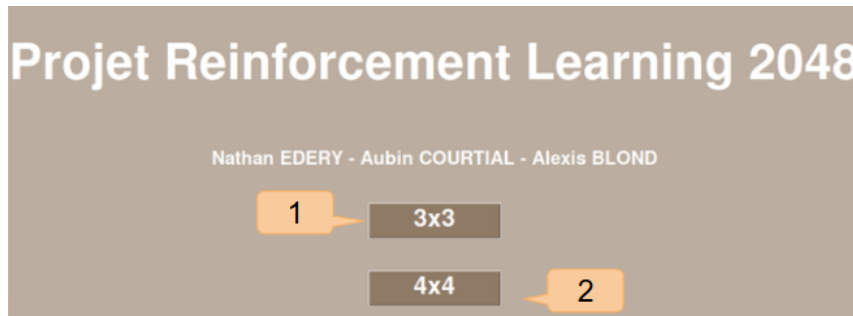 Projet Reinforcement Learning 2048
Nathan EDERY - Aubin COURTIAL - Alexis BLOND
1
3x3
4x4
2